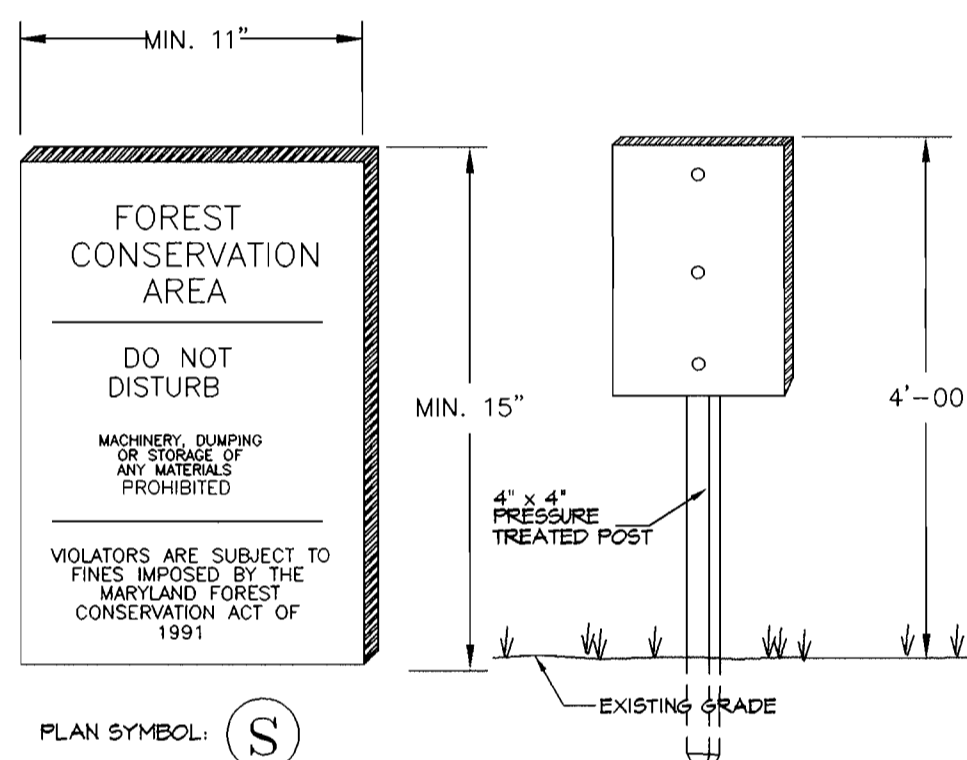 MIN. 11"
FOREST
CONSERVATION
AREA
DO NOT
DISTURB
MACHINERY, DUMPING
OR STORAGE OF
ANY MATERIALS
PROHIBITED
VIOLATORS ARE SUBJECT TO
FINES IMPOSED BY THE
MARYLAND FOREST
CONSERVATION ACT OF
1991
MIN. 15"
4'-00
4" x 4"
PRESSURE
TREATED POST
EXISTING GRADE
PLAN SYMBOL: S